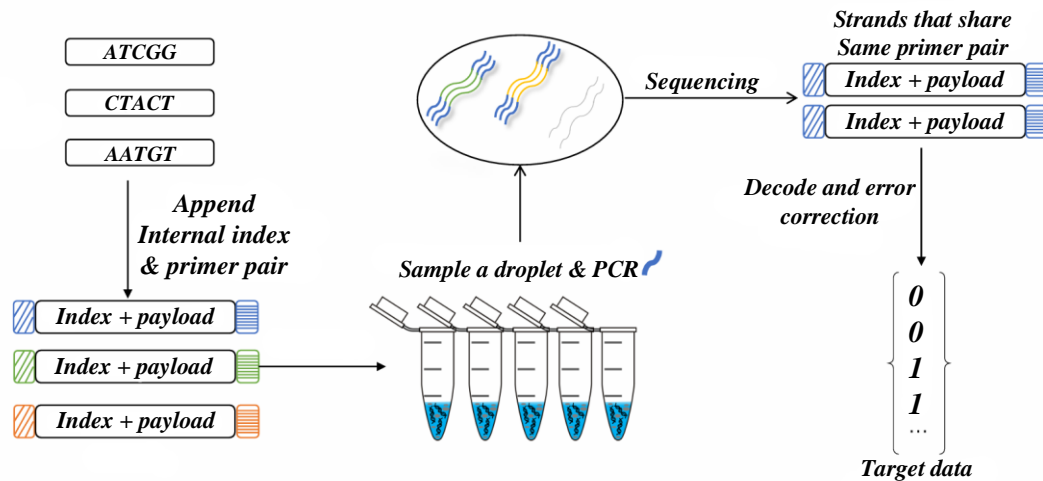 ATCGG
CTACT
AATGT
Append
Internal index
& primer pair
Index + payload
Index + payload
Index + payload
Sample a droplet & PCR
Sequencing
Strands that share
Same primer pair
Index + payload
Index + payload
Decode and error
correction
0
0
1
1
...
Target data